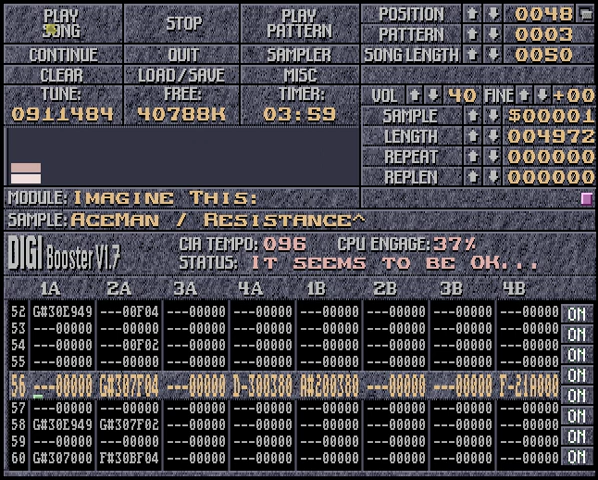 PLAY SONG STOP PLAY PATTERN POSITION 0048
PATTERN 0003
CONTINUE QUIT SAMPLER SONG LENGTH 0050
CLEAR LOAD/SAVE MISC
TUNE: FREE: TIMER: VOL 40 FINE +00
0911484 40788K 03:59 SAMPLE $00001
LENGTH 004972
REPEAT 000000
REPLEN 000000
MODULE: IMAGINE THIS:
SAMPLE: ACEMAN / RESISTANCE^
DIGI Booster V1.7 CIA TEMPO: 096 CPU ENGAGE: 37%
STATUS: IT SEEMS TO BE OK...
1A 2A 3A 4A 1B 2B 3B 4B
52 G#30E949 ---00F04 ---00000 ---00000 ---00000 ---00000 ---00000 ---00000 ON
53 ---00000 ---00000 ---00000 ---00000 ---00000 ---00000 ---00000 ---00000 ON
54 ---00000 ---00F02 ---00000 ---00000 ---00000 ---00000 ---00000 ---00000 ON
55 ---00000 ---00000 ---00000 ---00000 ---00000 ---00000 ---00000 ---00000 ON
56 ---00000 G#307F04 ---00000 D-300380 A#200380 ---00000 ---00000 F-21A000 ON
57 ---00000 ---00000 ---00000 ---00000 ---00000 ---00000 ---00000 ---00000 ON
58 G#30E949 G#307F02 ---00000 ---00000 ---00000 ---00000 ---00000 ---00000 ON
59 ---00000 ---00000 ---00000 ---00000 ---00000 ---00000 ---00000 ---00000 ON
60 G#307000 F#30BF04 ---00000 ---00000 ---00000 ---00000 ---00000 ---00000